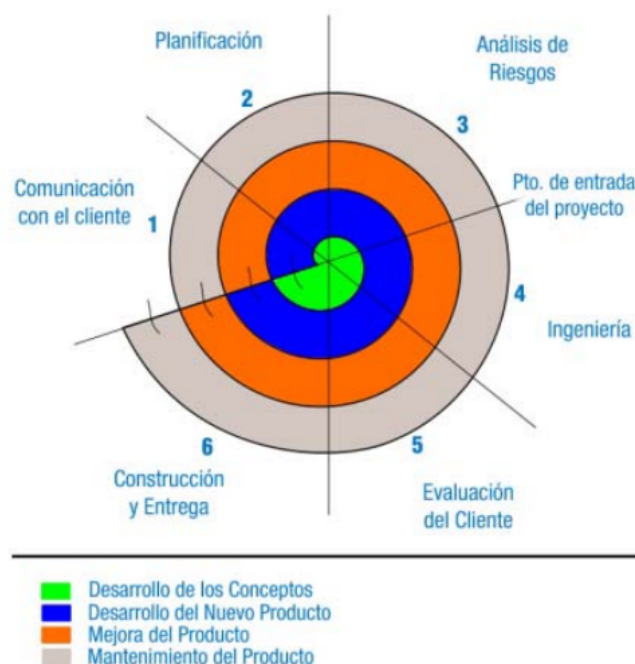 Planificación
Análisis de
Riesgos
2
3
Comunicación
con el cliente
1
Pto. de entrada
del proyecto
4
Ingeniería
6
5
Construcción
y Entrega
Evaluación
del Cliente
Desarrollo de los Conceptos
Desarrollo del Nuevo Producto
Mejora del Producto
Mantenimiento del Producto